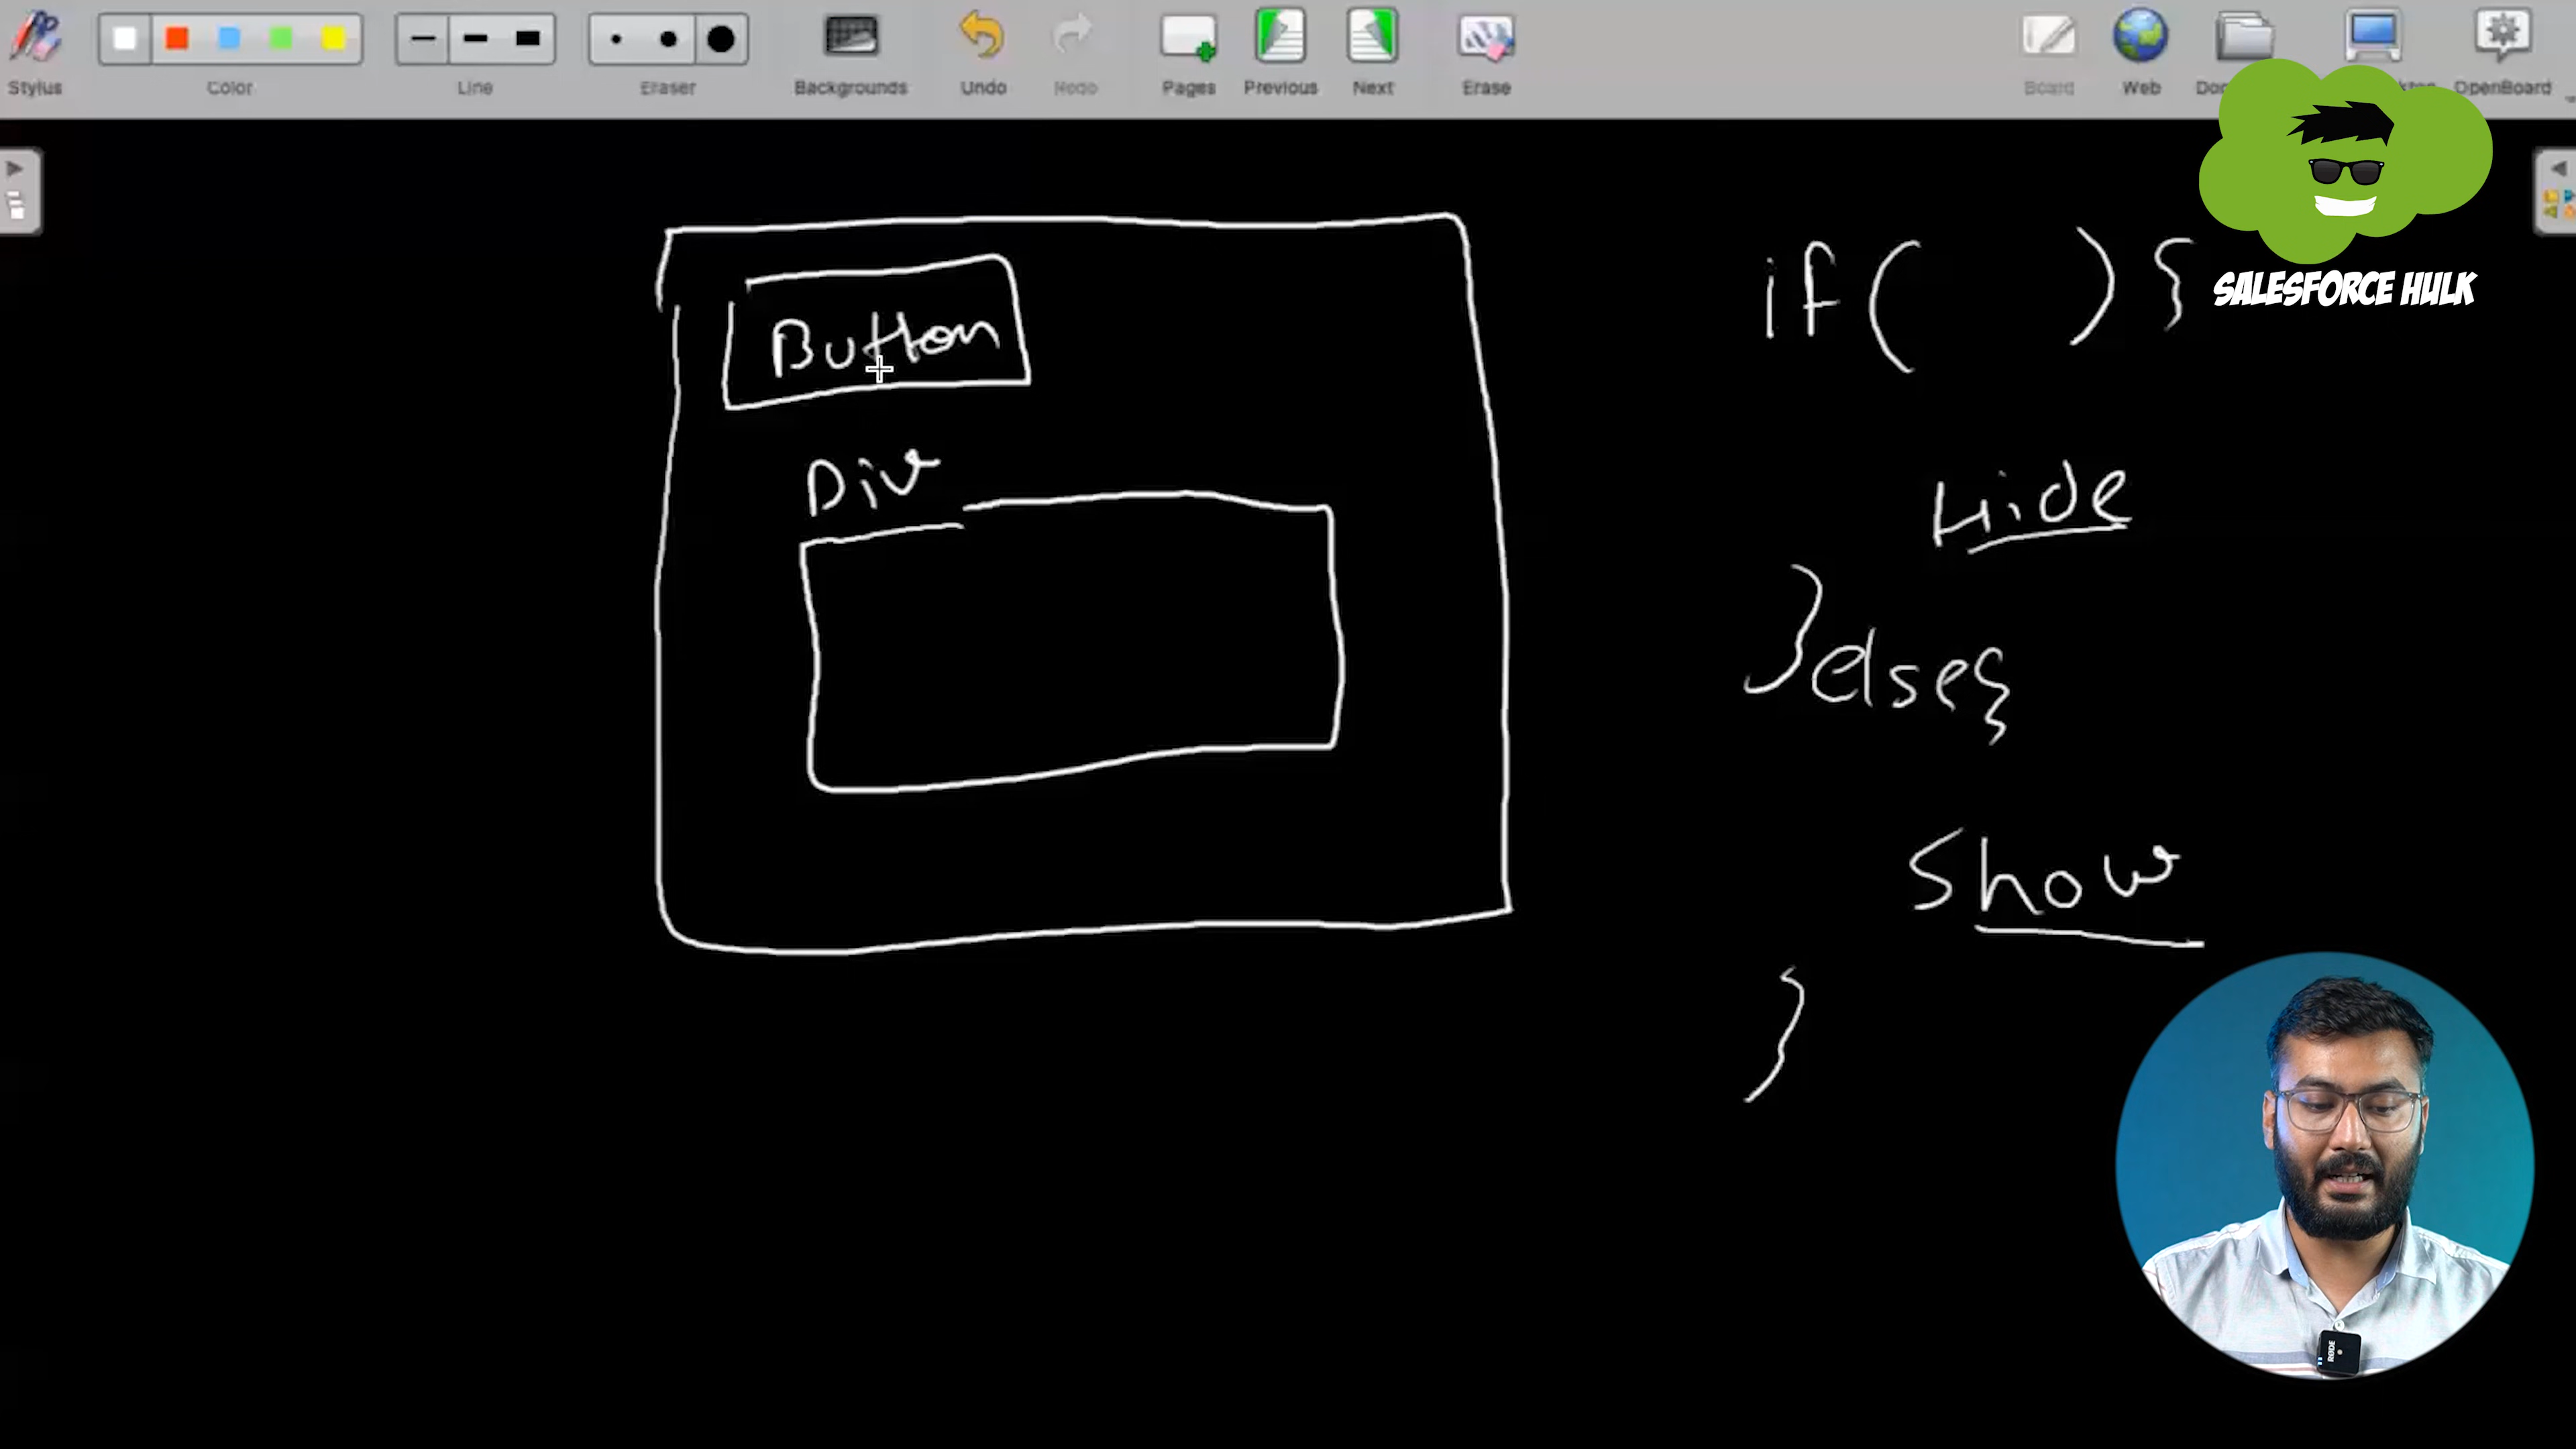 Stylus
Color
Line
Eraser
Backgrounds
Undo
Redo
Pages
Previous
Next
Erase
Board
Web
OpenBoard
SALESFORCE HULK
Button
Div
if( ){
Hide
}else{
Show
}
RØDE